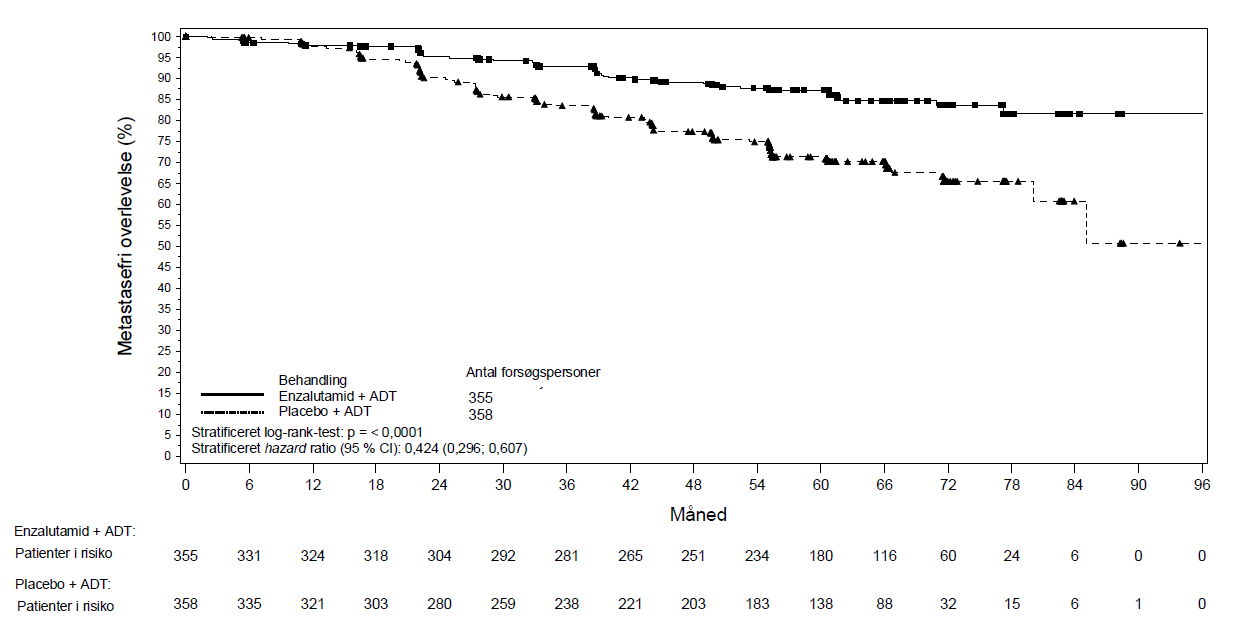 Metastasefri overlevelse (%)
100
95
90
85
80
75
70
65
60
55
50
45
40
35
30
25
20
15
10
5
0
Behandling Antal forsøgspersoner
Enzalutamid + ADT 355
Placebo + ADT 358
Stratificeret log-rank-test: p = < 0,0001
Stratificeret hazard ratio (95 % CI): 0,424 (0,296; 0,607)
0 6 12 18 24 30 36 42 48 54 60 66 72 78 84 90 96
Måned
Enzalutamid + ADT:
Patienter i risiko 355 331 324 318 304 292 281 265 251 234 180 116 60 24 6 0 0
Placebo + ADT:
Patienter i risiko 358 335 321 303 280 259 238 221 203 183 138 88 32 15 6 1 0